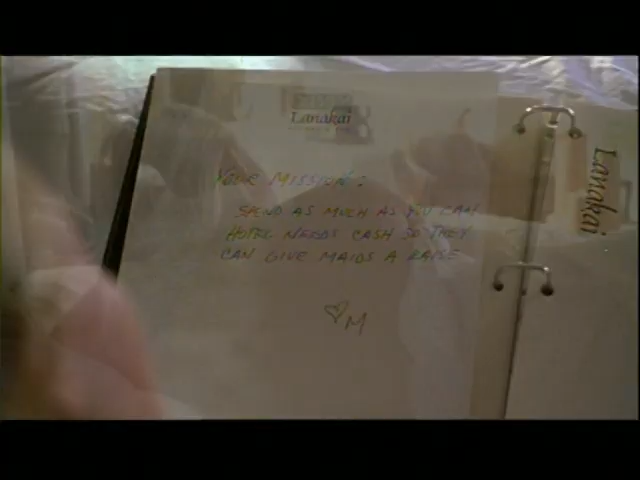 Lanakai
Lanakai
YOUR MISSION:
SPEND AS MUCH AS YOU CAN
HOTEL NEEDS CASH SO THEY
CAN GIVE MAIDS A RAISE
♡M